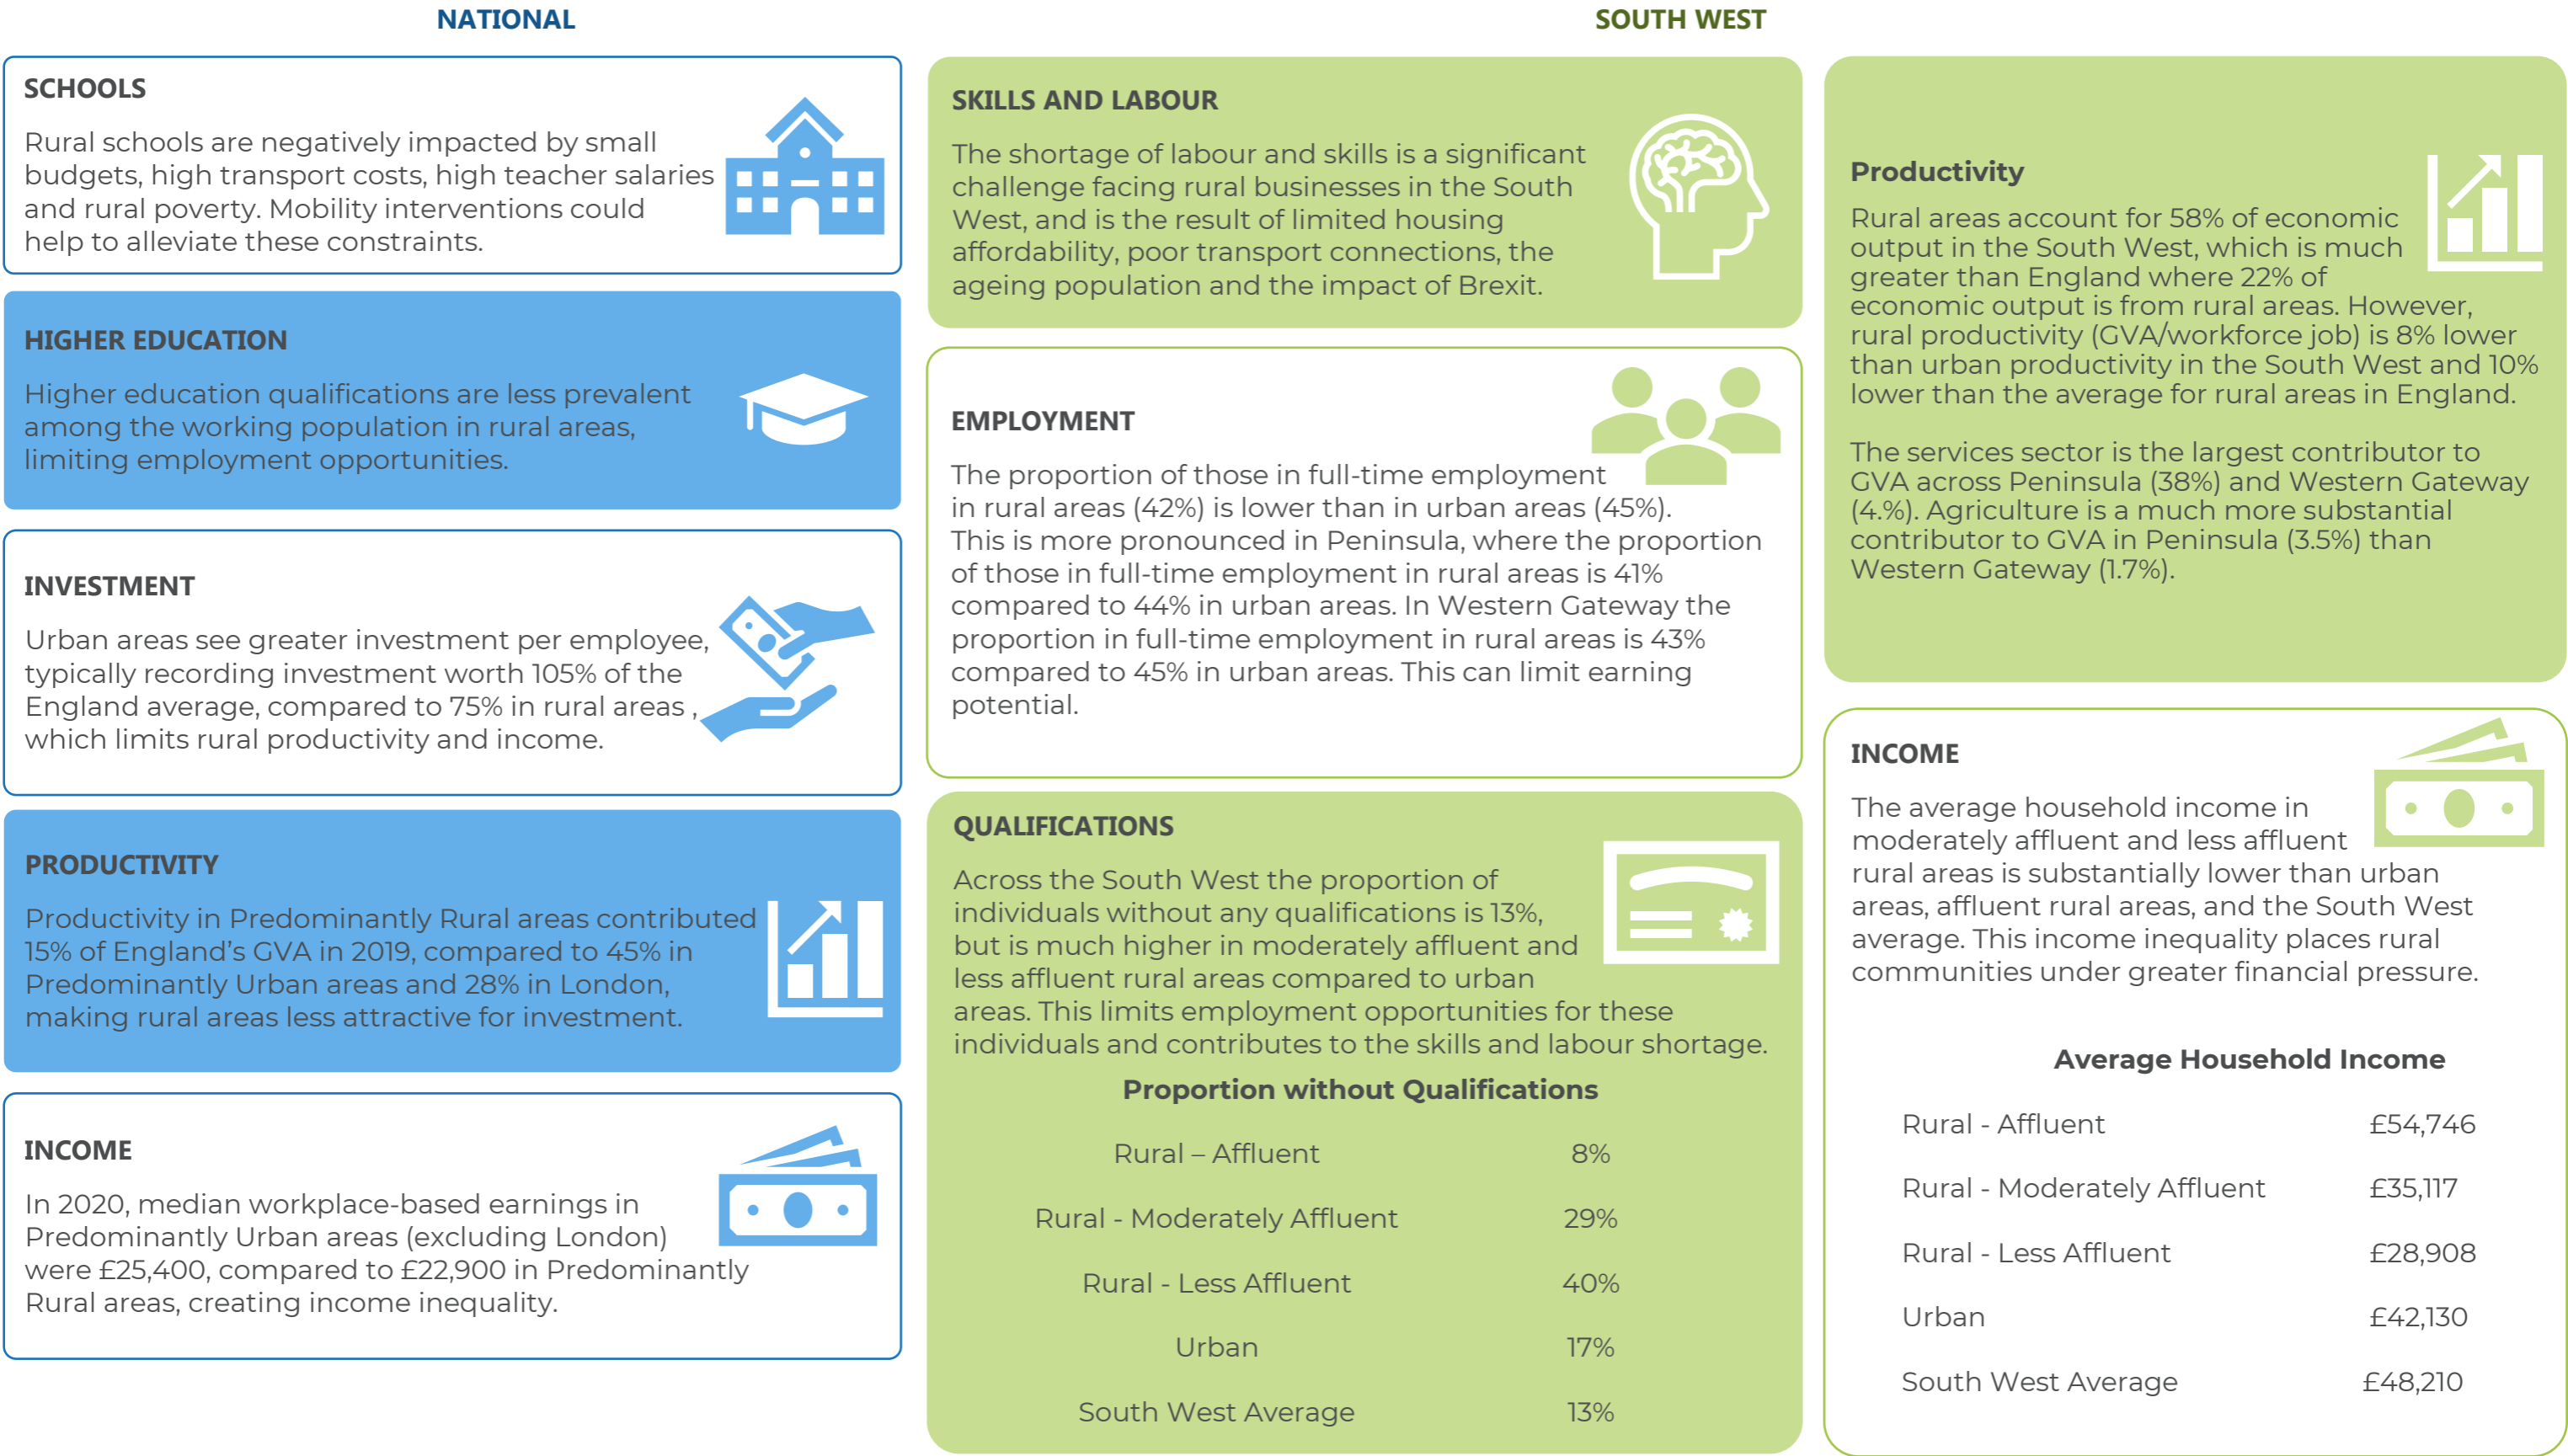 NATIONAL
SCHOOLS
Rural schools are negatively impacted by small
budgets, high transport costs, high teacher salaries
and rural poverty. Mobility interventions could
help to alleviate these constraints.
HIGHER EDUCATION
Higher education qualifications are less prevalent
among the working population in rural areas,
limiting employment opportunities.
INVESTMENT
Urban areas see greater investment per employee,
typically recording investment worth 105% of the
England average, compared to 75% in rural areas ,
which limits rural productivity and income.
PRODUCTIVITY
Productivity in Predominantly Rural areas contributed
15% of England’s GVA in 2019, compared to 45% in
Predominantly Urban areas and 28% in London,
making rural areas less attractive for investment.
INCOME
In 2020, median workplace-based earnings in
Predominantly Urban areas (excluding London)
were £25,400, compared to £22,900 in Predominantly
Rural areas, creating income inequality.
SOUTH WEST
SKILLS AND LABOUR
The shortage of labour and skills is a significant
challenge facing rural businesses in the South
West, and is the result of limited housing
affordability, poor transport connections, the
ageing population and the impact of Brexit.
EMPLOYMENT
The proportion of those in full-time employment
in rural areas (42%) is lower than in urban areas (45%).
This is more pronounced in Peninsula, where the proportion
of those in full-time employment in rural areas is 41%
compared to 44% in urban areas. In Western Gateway the
proportion in full-time employment in rural areas is 43%
compared to 45% in urban areas. This can limit earning
potential.
QUALIFICATIONS
Across the South West the proportion of
individuals without any qualifications is 13%,
but is much higher in moderately affluent and
less affluent rural areas compared to urban
areas. This limits employment opportunities for these
individuals and contributes to the skills and labour shortage.
Proportion without Qualifications
Rural – Affluent 8%
Rural - Moderately Affluent 29%
Rural - Less Affluent 40%
Urban 17%
South West Average 13%
Productivity
Rural areas account for 58% of economic
output in the South West, which is much
greater than England where 22% of
economic output is from rural areas. However,
rural productivity (GVA/workforce job) is 8% lower
than urban productivity in the South West and 10%
lower than the average for rural areas in England.
The services sector is the largest contributor to
GVA across Peninsula (38%) and Western Gateway
(4.%). Agriculture is a much more substantial
contributor to GVA in Peninsula (3.5%) than
Western Gateway (1.7%).
INCOME
The average household income in
moderately affluent and less affluent
rural areas is substantially lower than urban
areas, affluent rural areas, and the South West
average. This income inequality places rural
communities under greater financial pressure.
Average Household Income
Rural - Affluent £54,746
Rural - Moderately Affluent £35,117
Rural - Less Affluent £28,908
Urban £42,130
South West Average £48,210